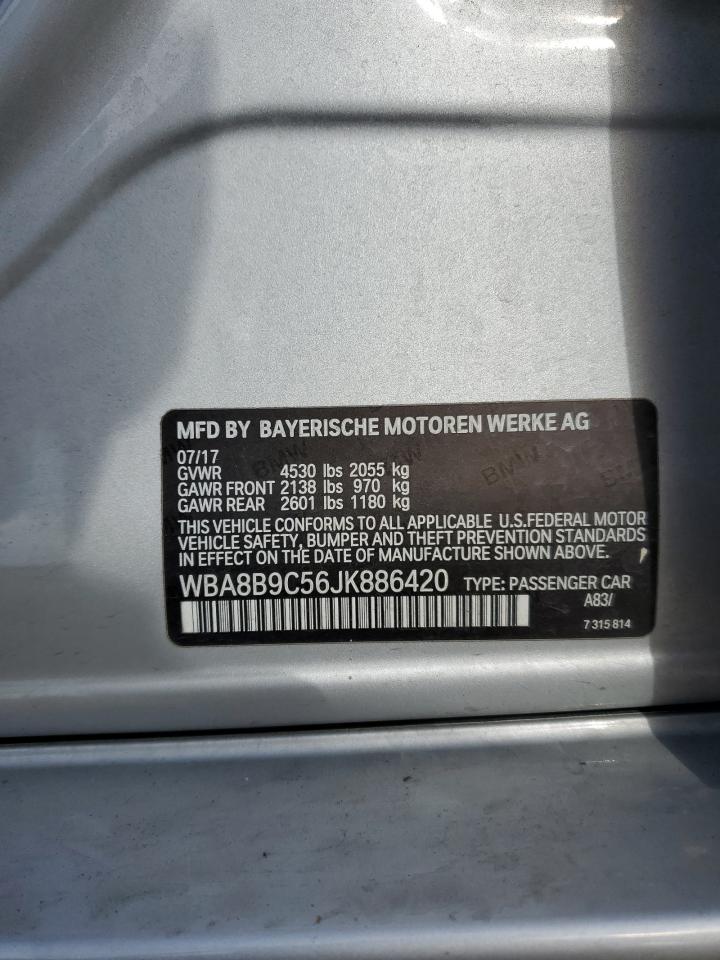 MFD BY BAYERISCHE MOTOREN WERKE AG
07/17
GVWR 4530 lbs 2055 kg
GAWR FRONT 2138 lbs 970 kg
GAWR REAR 2601 lbs 1180 kg
THIS VEHICLE CONFORMS TO ALL APPLICABLE U.S.FEDERAL MOTOR
VEHICLE SAFETY, BUMPER AND THEFT PREVENTION STANDARDS
IN EFFECT ON THE DATE OF MANUFACTURE SHOWN ABOVE.
WBA8B9C56JK886420 TYPE: PASSENGER CAR
A83/
7 315 814